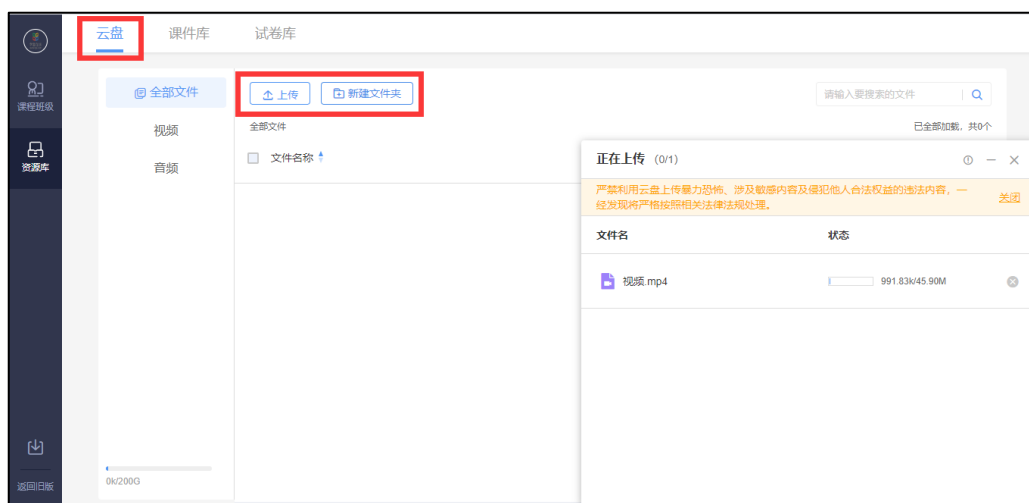 云盘 课件库 试卷库
课程班级
资源库
返回旧版
全部文件
视频
音频
0k/200G
上传 新建文件夹
请输入要搜索的文件
全部文件
已全部加载，共0个
文件名称
正在上传 (0/1)
严禁利用云盘上传暴力恐怖、涉及敏感内容及侵犯他人合法权益的违法内容，一
经发现将严格按照相关法律法规处理。
关闭
文件名 状态
视频.mp4 991.83k/45.90M